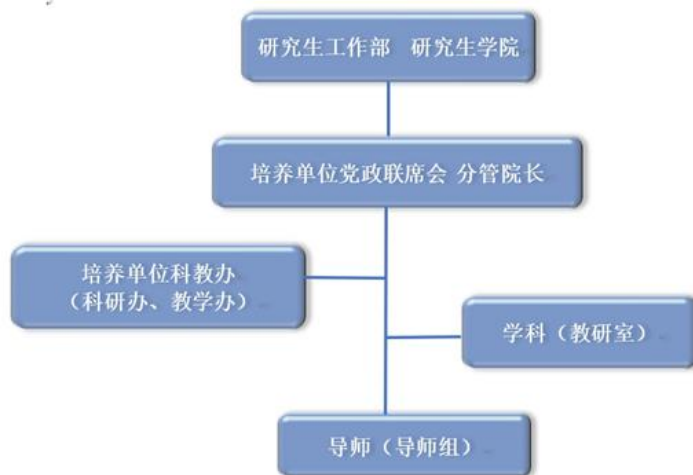 研究生工作部 研究生学院
培养单位党政联席会 分管院长
培养单位科教办
（科研办、教学办）
学科（教研室）
导师（导师组）